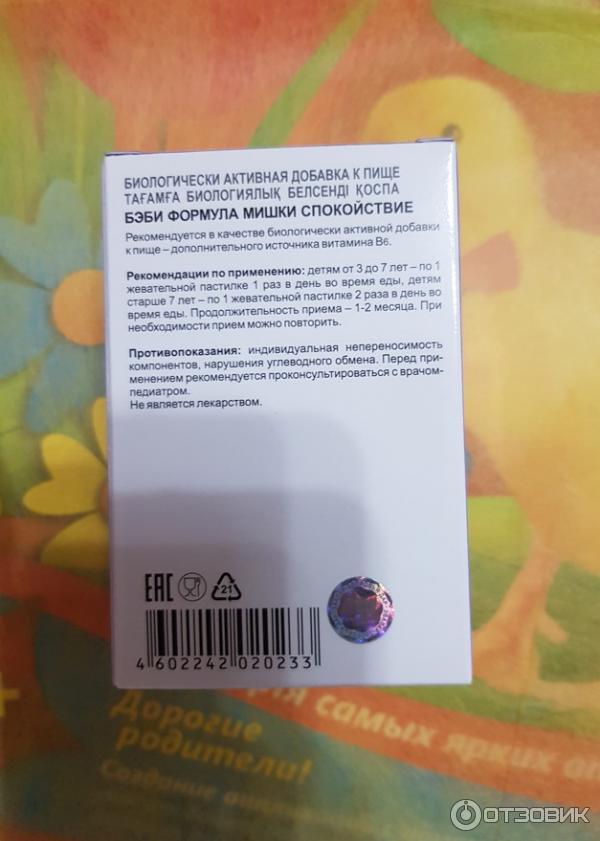 БИОЛОГИЧЕСКИ АКТИВНАЯ ДОБАВКА К ПИЩЕ
ТАҒАМҒА БИОЛОГИЯЛЫҚ БЕЛСЕНДІ ҚОСПА
БЭБИ ФОРМУЛА МИШКИ СПОКОЙСТВИЕ
Рекомендуется в качестве биологически активной добавки
к пище – дополнительного источника витамина В6.
Рекомендации по применению: детям от 3 до 7 лет – по 1
жевательной пастилке 1 раз в день во время еды, детям
старше 7 лет – по 1 жевательной пастилке 2 раза в день во
время еды. Продолжительность приема – 1-2 месяца. При
необходимости прием можно повторить.
Противопоказания: индивидуальная непереносимость
компонентов, нарушения углеводного обмена. Перед при-
менением рекомендуется проконсультироваться с врачом-
педиатром.
Не является лекарством.
ЕАС 21
4 602242 020233
для самых ярких
Дорогие
родители!
Создание
ОТЗОВИК